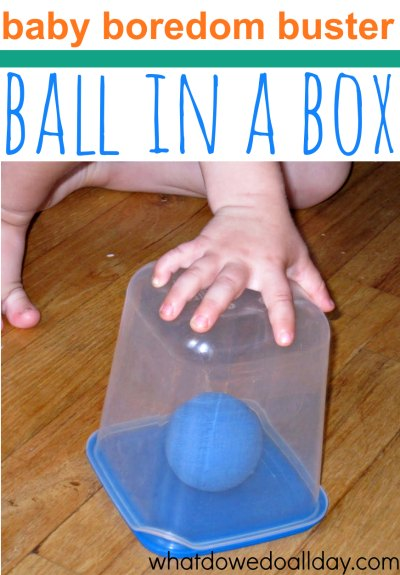 baby boredom buster
BALL IN A BOX
whatdowedoallday.com